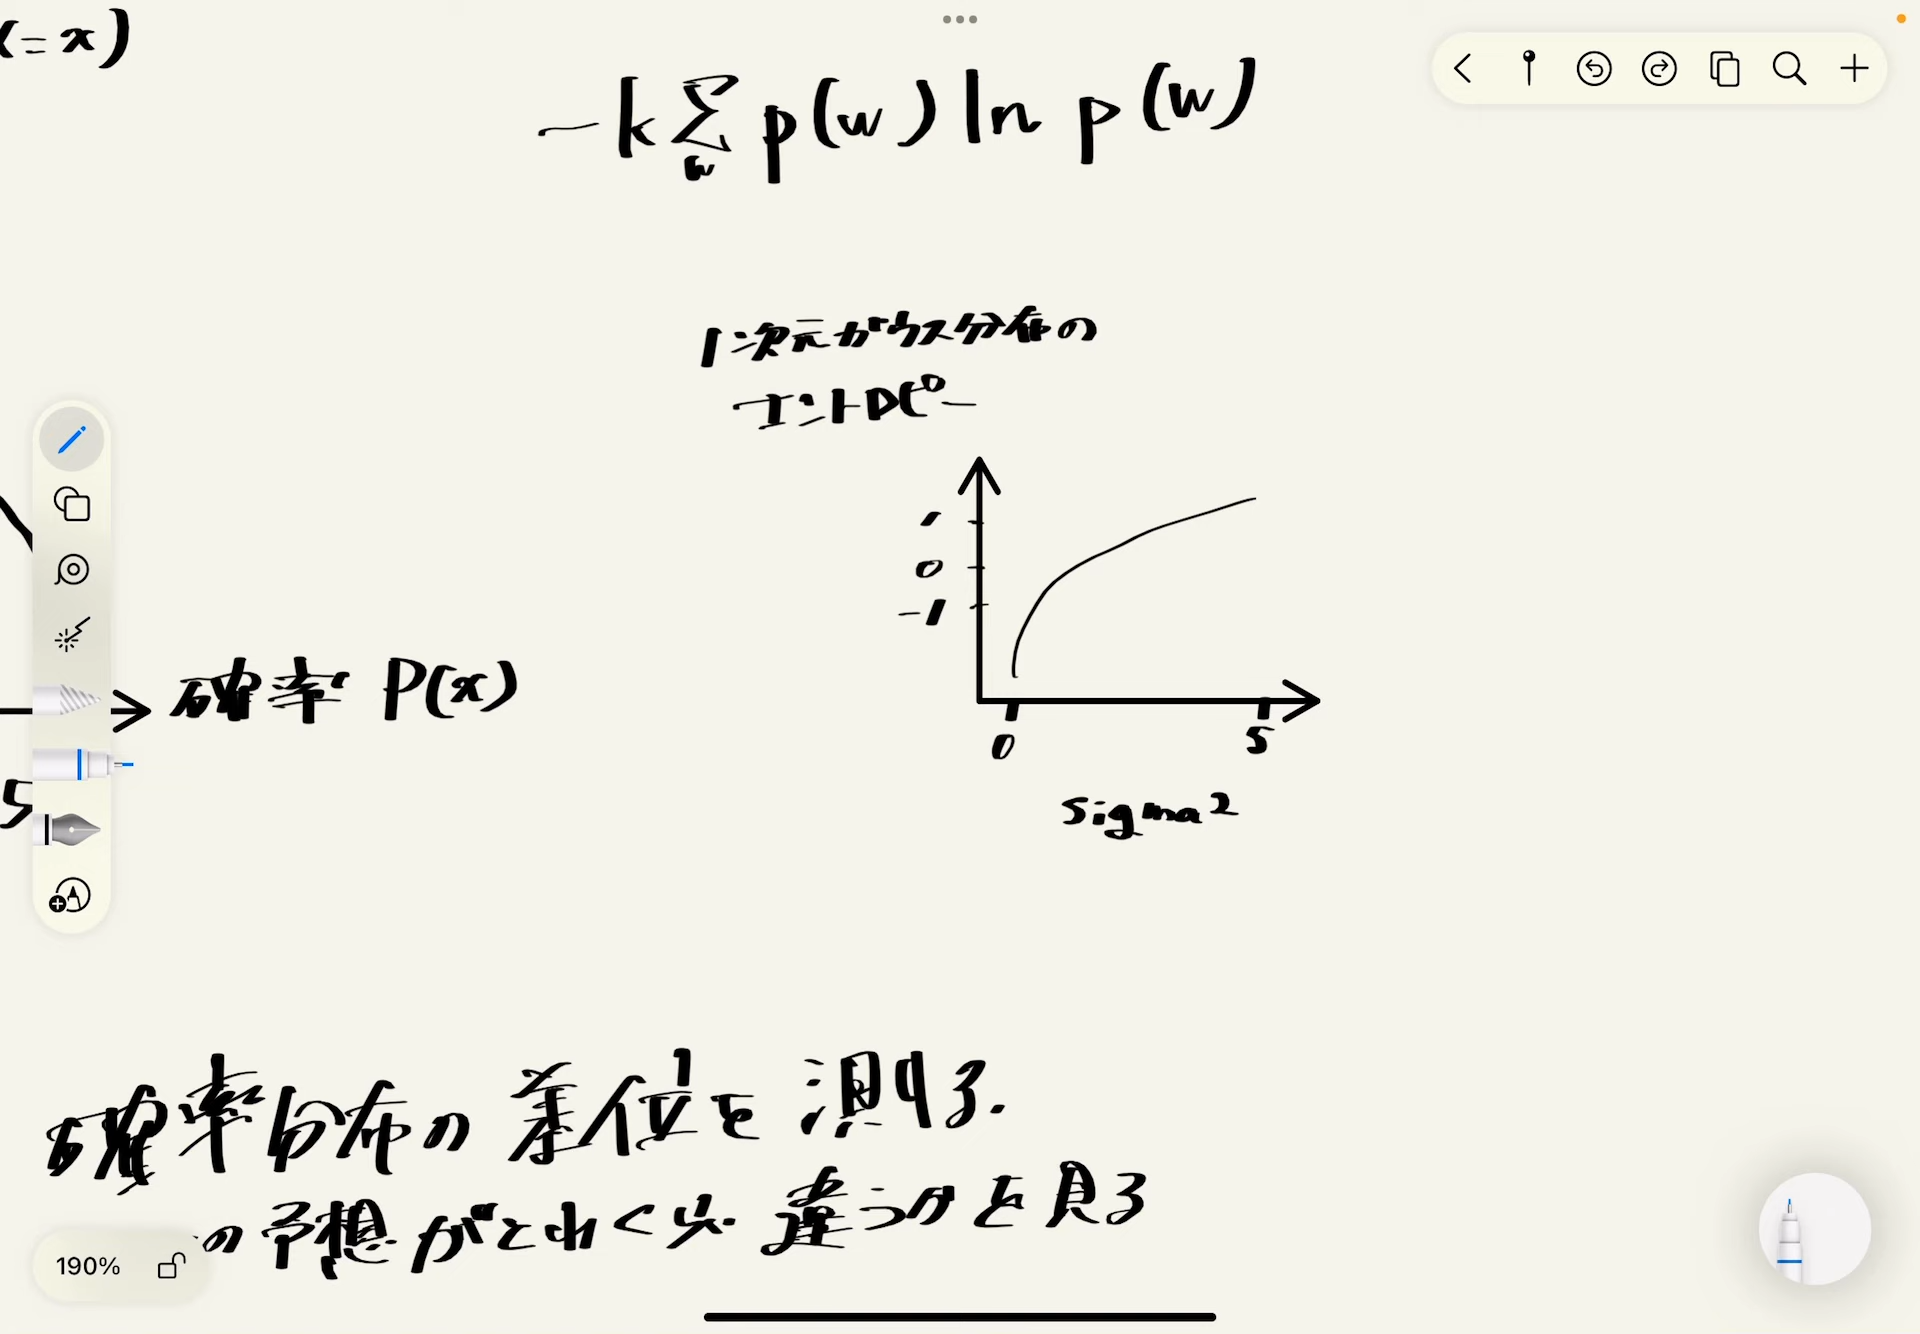 (=x)
-k∑ p(w) ln p(w)
w
1次元ガウス分布の
エントロピー
1
0
-1
0
5
sigma²
確率 P(x)
5
確率分布の差位を測る.
の予想がどれくらい違うかを見る
190%